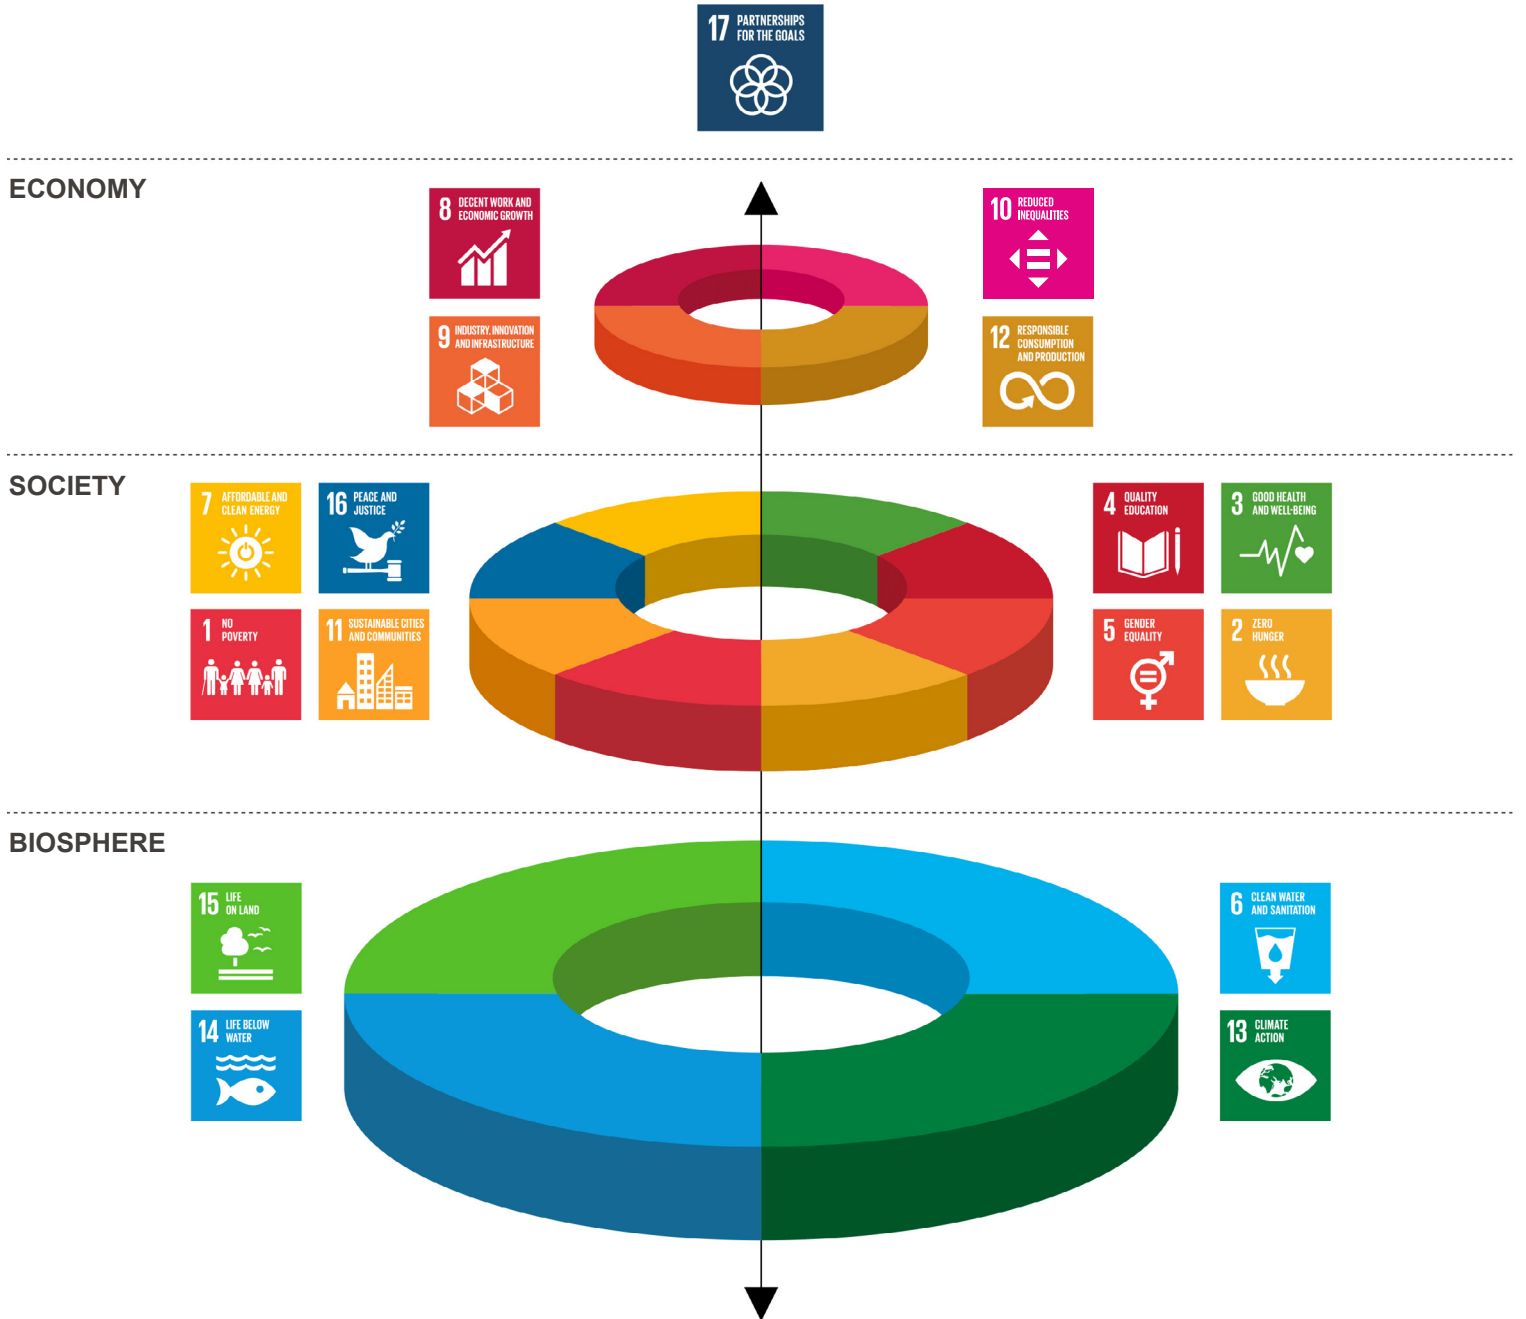 17 PARTNERSHIPS
FOR THE GOALS
ECONOMY
8 DECENT WORK AND
ECONOMIC GROWTH
10 REDUCED
INEQUALITIES
9 INDUSTRY, INNOVATION
AND INFRASTRUCTURE
12 RESPONSIBLE
CONSUMPTION
AND PRODUCTION
SOCIETY
7 AFFORDABLE AND
CLEAN ENERGY
16 PEACE AND
JUSTICE
4 QUALITY
EDUCATION
3 GOOD HEALTH
AND WELL-BEING
1 NO
POVERTY
11 SUSTAINABLE CITIES
AND COMMUNITIES
5 GENDER
EQUALITY
2 ZERO
HUNGER
BIOSPHERE
15 LIFE
ON LAND
6 CLEAN WATER
AND SANITATION
14 LIFE BELOW
WATER
13 CLIMATE
ACTION